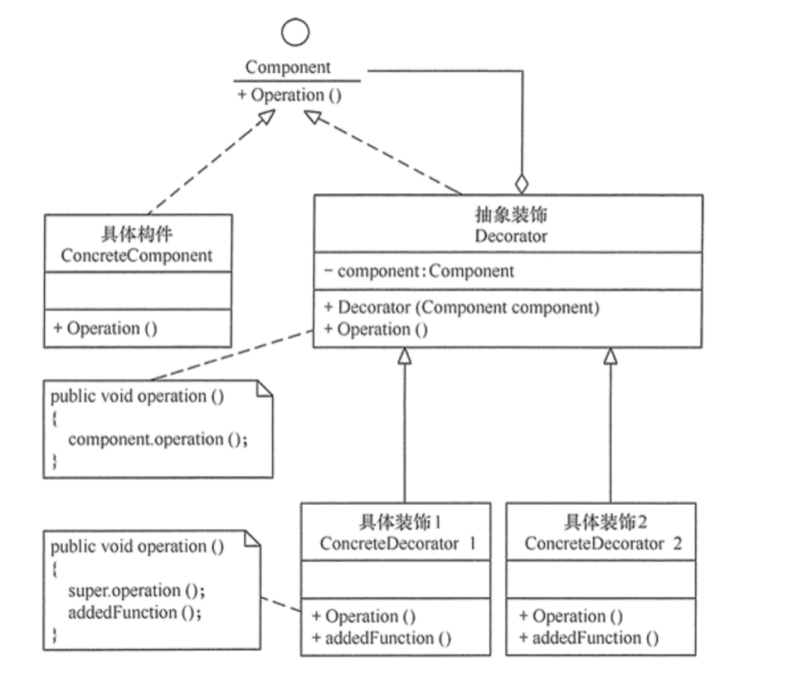 Component
+ Operation ()
具体构件
ConcreteComponent
+ Operation ()
抽象装饰
Decorator
- component:Component
+ Decorator (Component component)
+ Operation ()
public void operation ()
{
component.operation ();
}
public void operation ()
{
super.operation ();
addedFunction ();
}
具体装饰1
ConcreteDecorator 1
+ Operation ()
+ addedFunction ()
具体装饰2
ConcreteDecorator 2
+ Operation ()
+ addedFunction ()